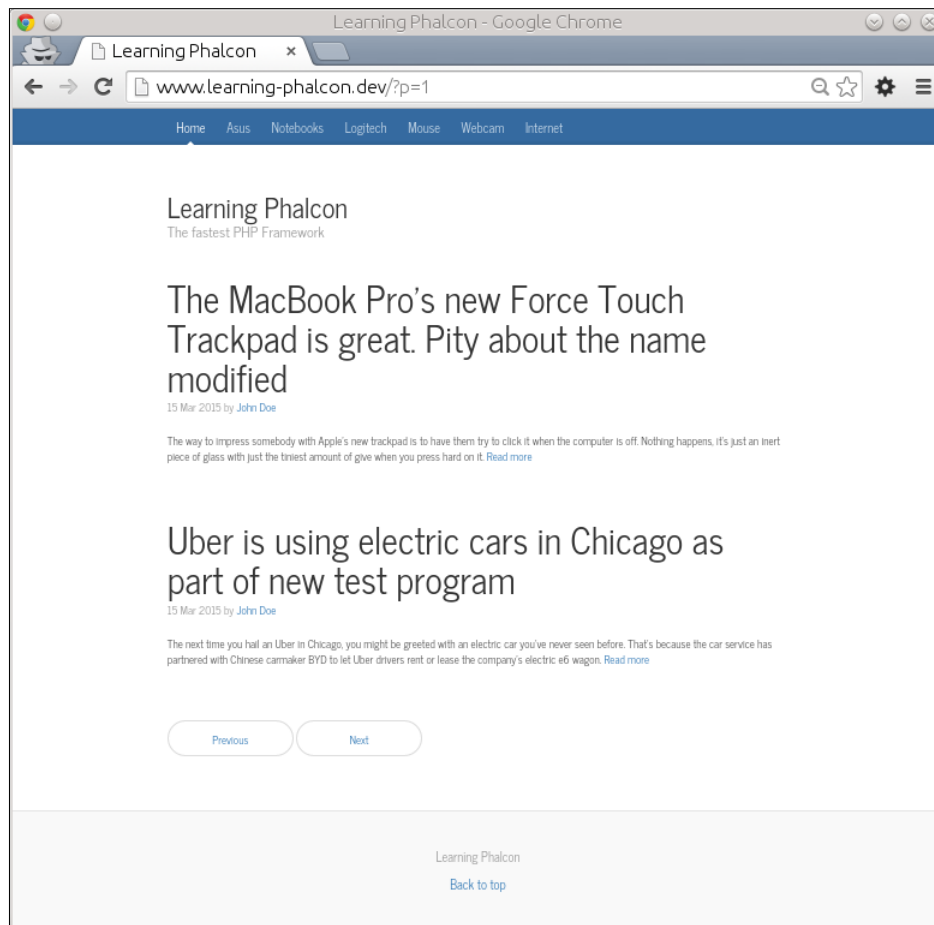 Learning Phalcon - Google Chrome
Learning Phalcon ×
www.learning-phalcon.dev/?p=1
Home Asus Notebooks Logitech Mouse Webcam Internet
Learning Phalcon
The fastest PHP Framework
The MacBook Pro’s new Force Touch
Trackpad is great. Pity about the name
modified
15 Mar 2015 by John Doe
The way to impress somebody with Apple's new trackpad is to have them try to click it when the computer is off. Nothing happens, it's just an inert
piece of glass with just the tiniest amount of give when you press hard on it. Read more
Uber is using electric cars in Chicago as
part of new test program
15 Mar 2015 by John Doe
The next time you hail an Uber in Chicago, you might be greeted with an electric car you've never seen before. That's because the car service has
partnered with Chinese carmaker BYD to let Uber drivers rent or lease the company's electric e6 wagon. Read more
Previous Next
Learning Phalcon
Back to top